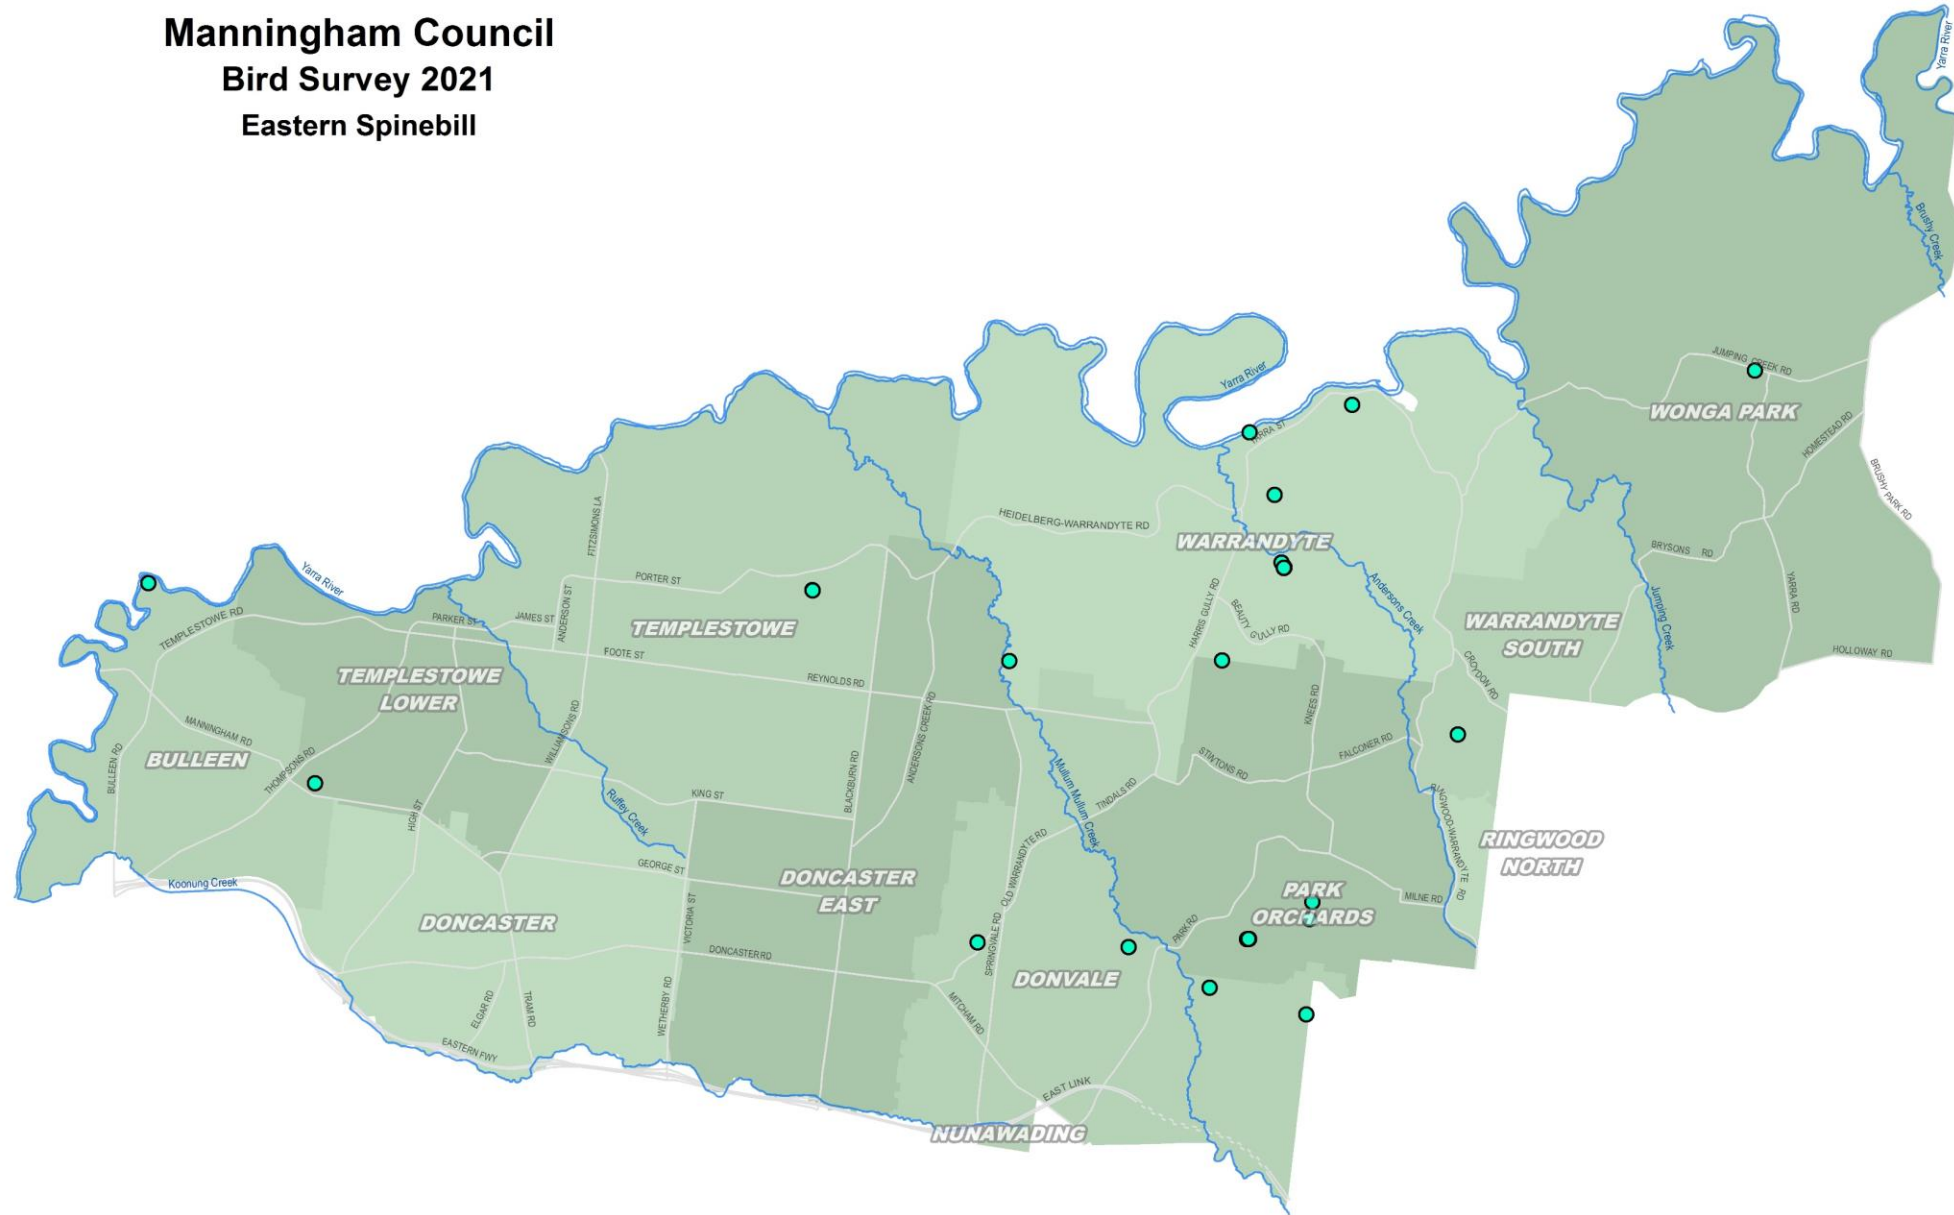 Manningham Council
Bird Survey 2021
Eastern Spinebill
Yarra River
Brushy Creek
JUMPING CREEK RD
WONGA PARK
HOMESTEAD RD
BRUSHY PARK RD
BRYSONS RD
YARRA RD
HOLLOWAY RD
Jumping Creek
Yarra River
YARRA ST
HEIDELBERG-WARRANDYTE RD
WARRANDYTE
Andersons Creek
HARRIS GULLY RD
BEAUTY GULLY RD
WARRANDYTE
SOUTH
CROYDON RD
KNEES RD
FALCONER RD
STINTONS RD
RINGWOOD-WARRANDYTE RD
RINGWOOD
NORTH
MILNE RD
PARK
ORCHARDS
PARK RD
TINDALS RD
Mullum Mullum Creek
OLD WARRANDYTE RD
SPRINGVALE RD
DONVALE
MITCHAM RD
EAST LINK
NUNAWADING
FITZSIMONS LA
PORTER ST
ANDERSON ST
JAMES ST
PARKER ST
TEMPLESTOWE
FOOTE ST
REYNOLDS RD
ANDERSONS CREEK RD
BLACKBURN RD
Yarra River
TEMPLESTOWE RD
TEMPLESTOWE
LOWER
WILLIAMSONS RD
MANNINGHAM RD
BULLEEN
BULLEEN RD
THOMPSONS RD
HIGH ST
Ruffey Creek
KING ST
GEORGE ST
VICTORIA ST
DONCASTER
EAST
Koonung Creek
DONCASTER
DONCASTER RD
WETHERBY RD
ELGAR RD
TRAM RD
EASTERN FWY